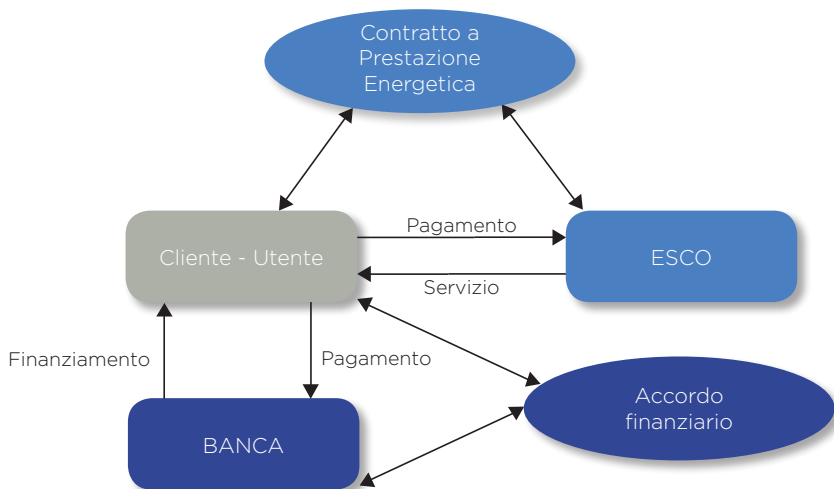 Contratto a
Prestazione
Energetica
Pagamento
Cliente - Utente
ESCO
Servizio
Finanziamento
Pagamento
Accordo
finanziario
BANCA